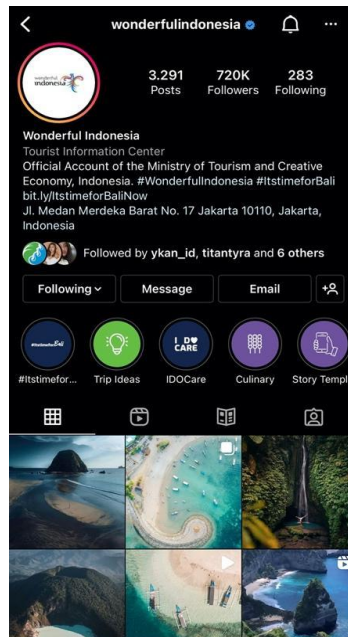 wonderfulindonesia
wonderful
indonesia
3.291 720K 283
Posts Followers Following
Wonderful Indonesia
Tourist Information Center
Official Account of the Ministry of Tourism and Creative
Economy, Indonesia. #WonderfulIndonesia #ItstimeforBali
bit.ly/ItstimeforBaliNow
Jl. Medan Merdeka Barat No. 17 Jakarta 10110, Jakarta,
Indonesia
Followed by ykan_id, titantyra and 6 others
Following Message Email
#ItstimeforBali
I DO
CARE
#Itstimefor... Trip Ideas IDOCare Culinary Story Templ